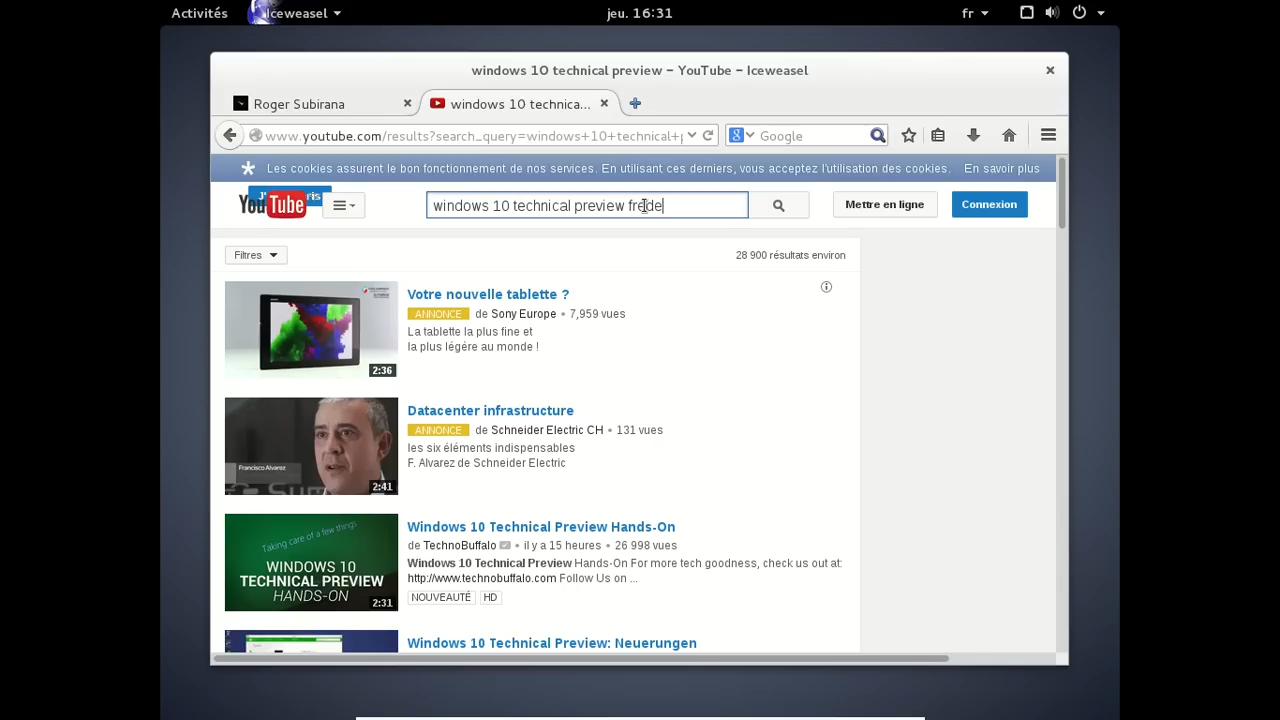 Activités
Iceweasel
jeu. 16:31
fr
windows 10 technical preview – YouTube – Iceweasel
Roger Subirana
windows 10 technica...
www.youtube.com/results?search_query=windows+10+technical+p
Google
Les cookies assurent le bon fonctionnement de nos services. En utilisant ces derniers, vous acceptez l'utilisation des cookies.
En savoir plus
YouTube
windows 10 technical preview frede
Mettre en ligne
Connexion
Filtres
28 900 résultats environ
Votre nouvelle tablette ?
ANNONCE de Sony Europe • 7,959 vues
La tablette la plus fine et
la plus légère au monde !
2:36
Datacenter infrastructure
ANNONCE de Schneider Electric CH • 131 vues
les six éléments indispensables
F. Alvarez de Schneider Electric
Francisco Alvarez
2:41
Taking care of a few things
WINDOWS 10
TECHNICAL PREVIEW
HANDS-ON
2:31
Windows 10 Technical Preview Hands-On
de TechnoBuffalo • il y a 15 heures • 26 998 vues
Windows 10 Technical Preview Hands-On For more tech goodness, check us out at:
http://www.technobuffalo.com Follow Us on ...
NOUVEAUTÉ HD
Windows 10 Technical Preview: Neuerungen